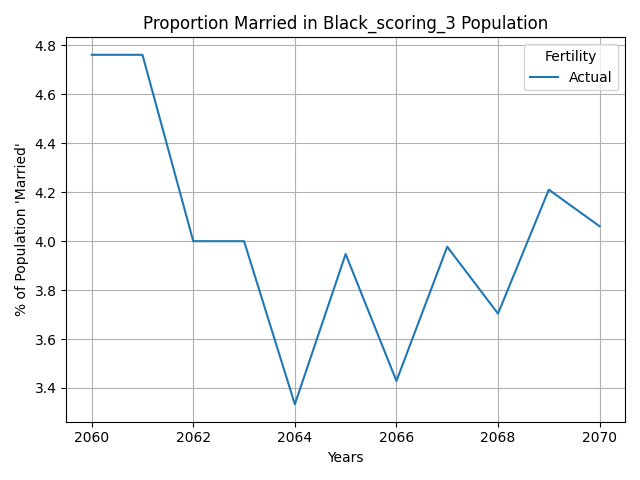 Proportion Married in Black_scoring_3 Population
Fertility
Actual
% of Population 'Married'
4.8
4.6
4.4
4.2
4.0
3.8
3.6
3.4
2060
2062
2064
2066
2068
2070
Years